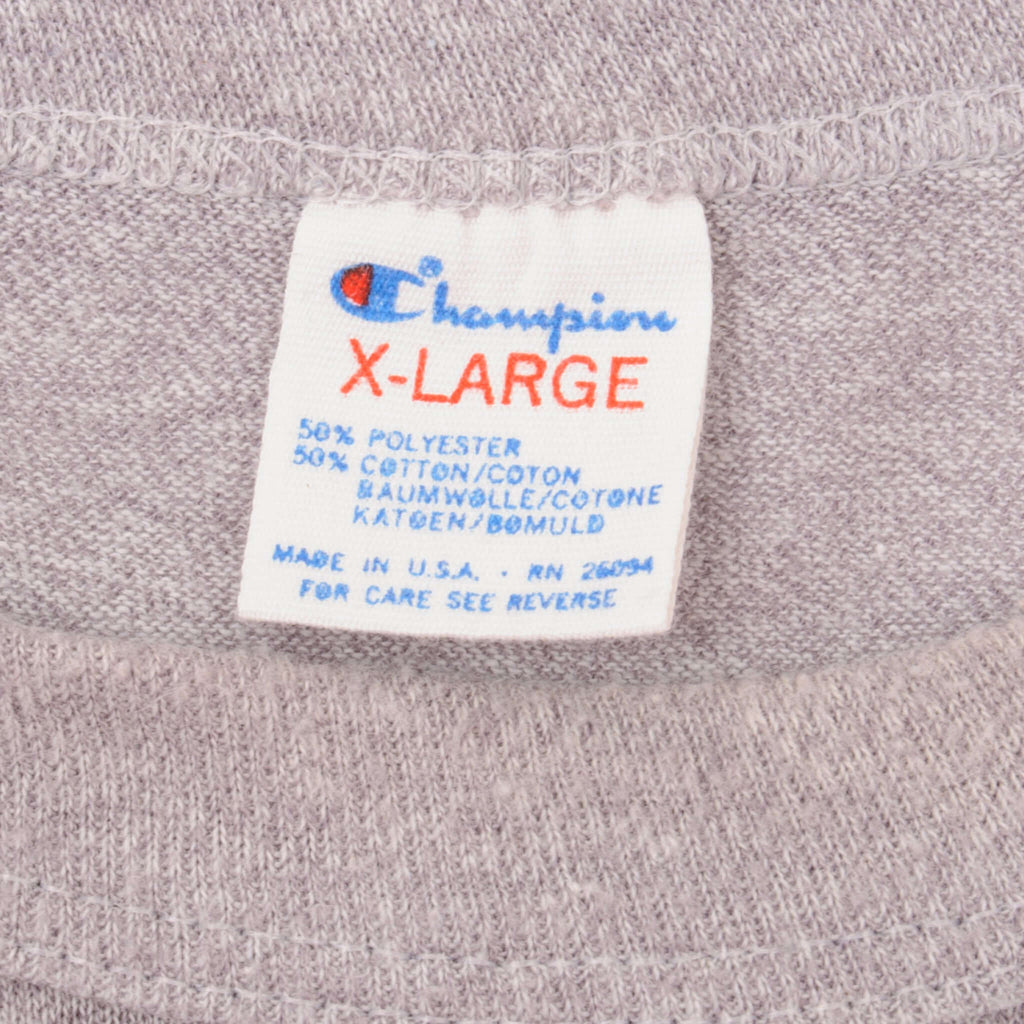 Champion
X-LARGE
50% POLYESTER
50% COTTON/COTON
BAUMWOLLE/COTONE
KATOEN/BOMULD
MADE IN U.S.A. · RN 26094
FOR CARE SEE REVERSE